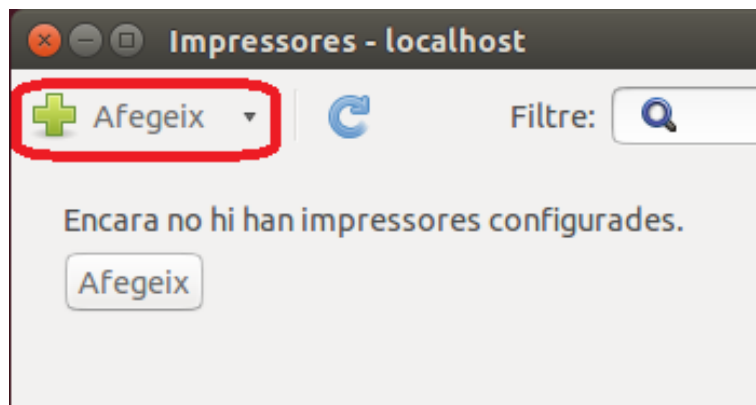 Impressores - localhost
Afegeix Filtre:
Encara no hi han impressores configurades.
Afegeix